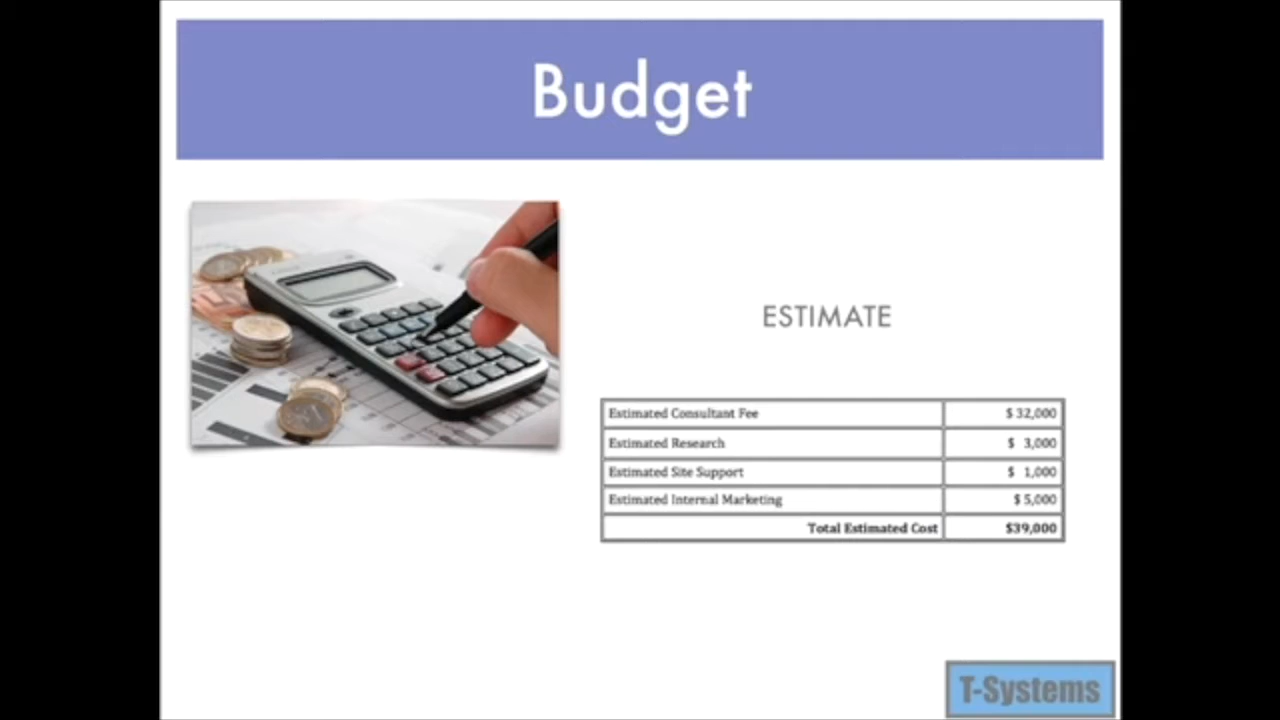 Budget
ESTIMATE
Estimated Consultant Fee $ 32,000
Estimated Research $ 3,000
Estimated Site Support $ 1,000
Estimated Internal Marketing $ 5,000
Total Estimated Cost $39,000
T-Systems